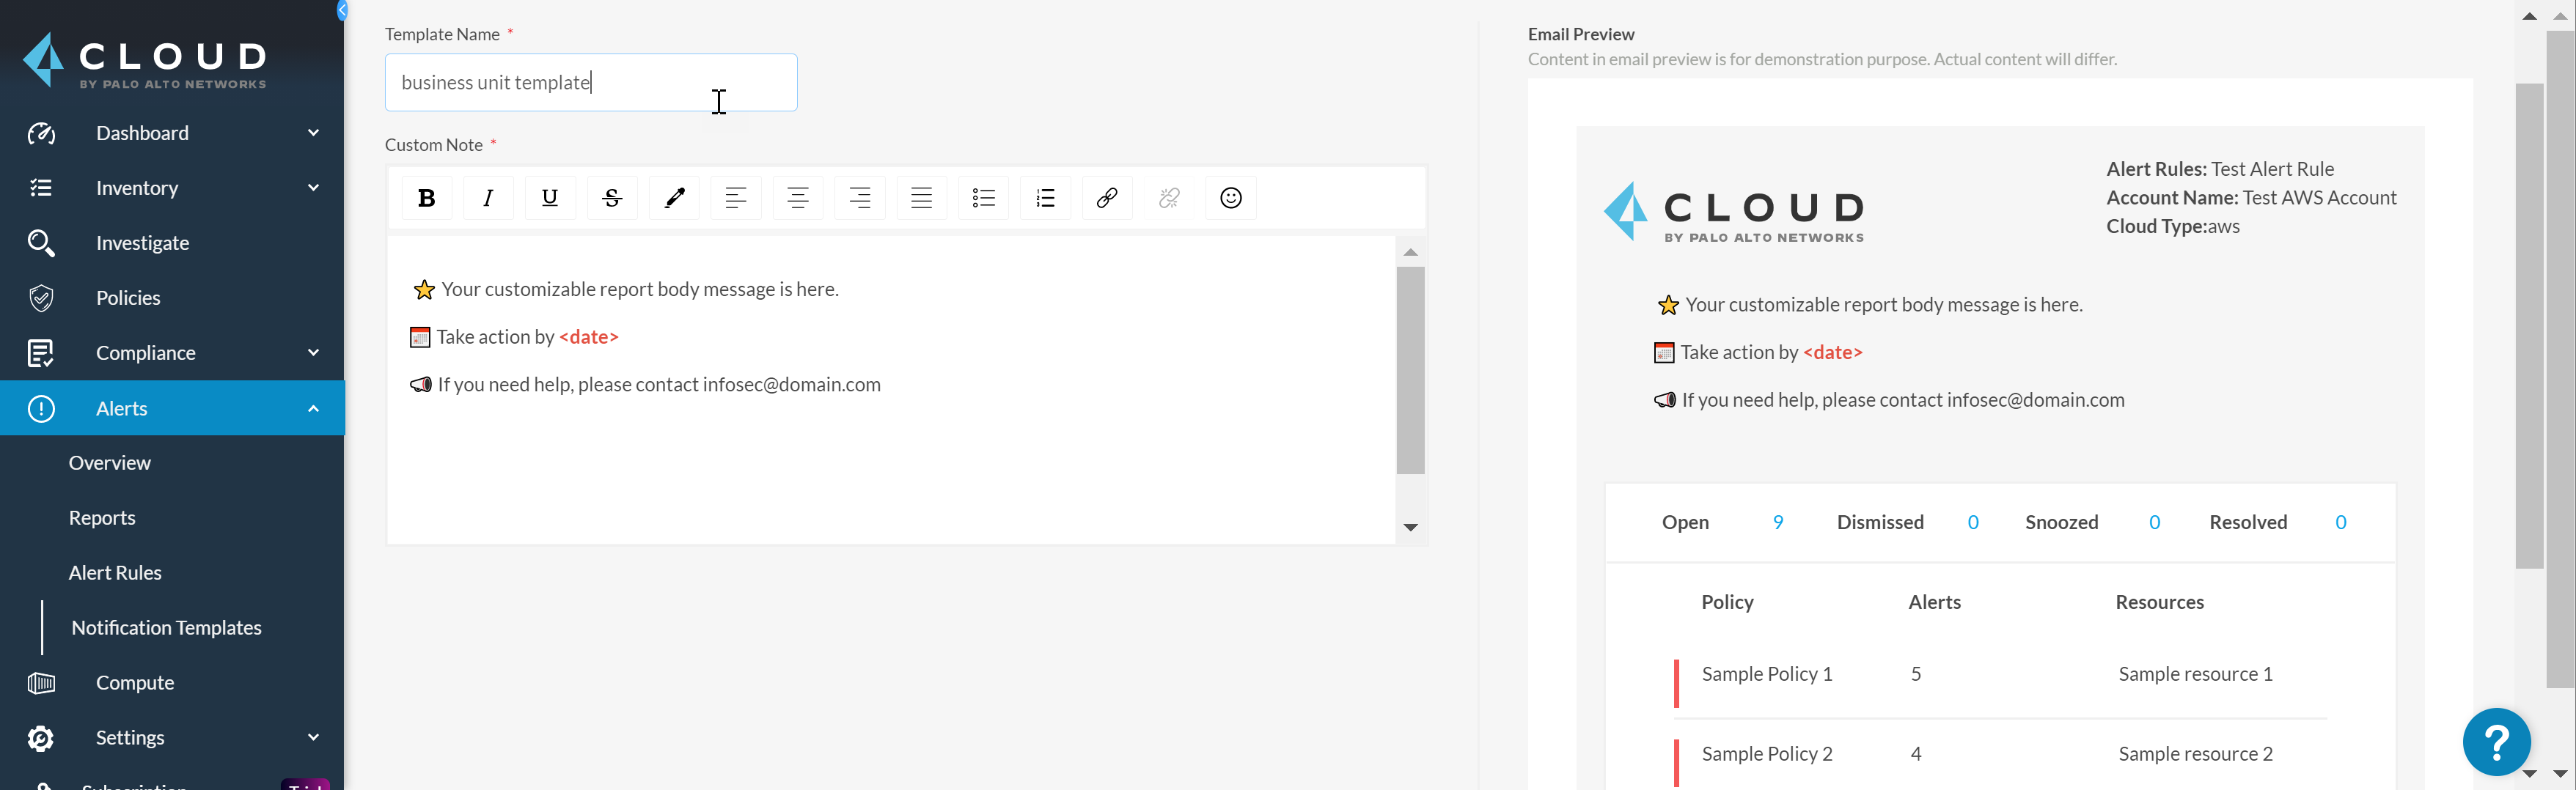 CLOUD
BY PALO ALTO NETWORKS
Dashboard
Inventory
Investigate
Policies
Compliance
Alerts
Overview
Reports
Alert Rules
Notification Templates
Compute
Settings
Template Name *
business unit template
Custom Note *
B I U S
Your customizable report body message is here.
Take action by <date>
If you need help, please contact infosec@domain.com
Email Preview
Content in email preview is for demonstration purpose. Actual content will differ.
CLOUD
BY PALO ALTO NETWORKS
Alert Rules: Test Alert Rule
Account Name: Test AWS Account
Cloud Type:aws
Your customizable report body message is here.
Take action by <date>
If you need help, please contact infosec@domain.com
Open 9 Dismissed 0 Snoozed 0 Resolved 0
Policy Alerts Resources
Sample Policy 1 5 Sample resource 1
Sample Policy 2 4 Sample resource 2
?